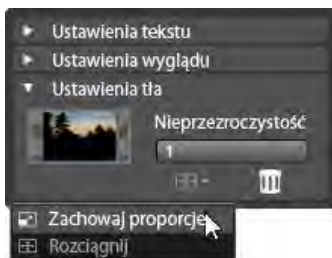 Ustawienia tekstu
Ustawienia wyglądu
Ustawienia tła
Nieprzezroczystość
1
Zachowaj proporcje
Rozciągnij